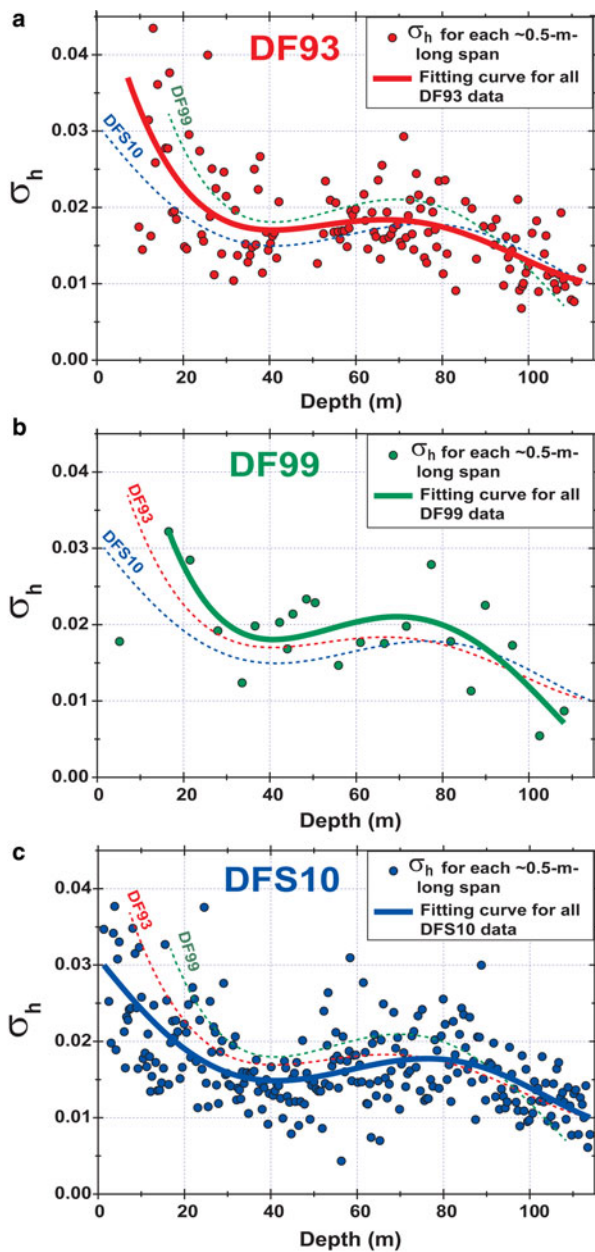 a
DF93
σh for each ~0.5-m-
long span
Fitting curve for all
DF93 data
DF99
DFS10
σh
0.04
0.03
0.02
0.01
0.00
0 20 40 60 80 100
Depth (m)
b
DF99
σh for each ~0.5-m-
long span
Fitting curve for all
DF99 data
DF93
DFS10
σh
0.04
0.03
0.02
0.01
0.00
0 20 40 60 80 100
Depth (m)
c
DFS10
σh for each ~0.5-m-
long span
Fitting curve for all
DFS10 data
DF93
DF99
σh
0.04
0.03
0.02
0.01
0.00
0 20 40 60 80 100
Depth (m)